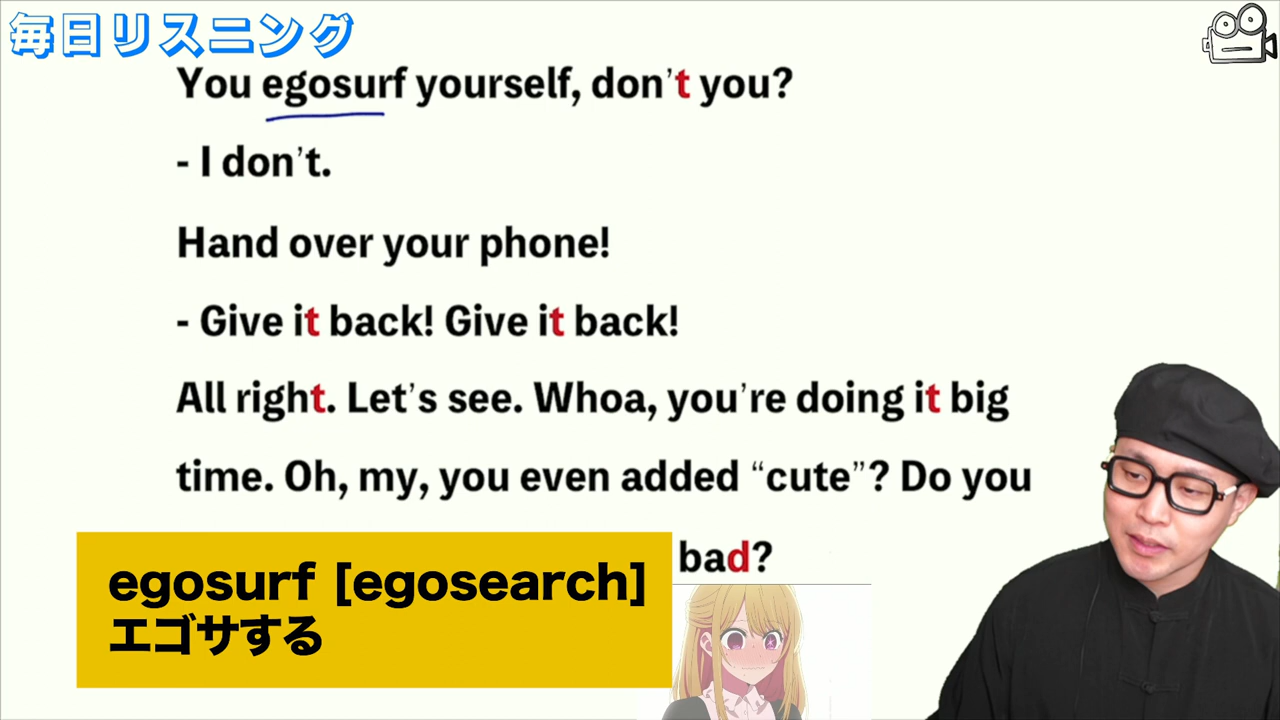 毎日リスニング
You egosurf yourself, don't you?
- I don't.
Hand over your phone!
- Give it back! Give it back!
All right. Let's see. Whoa, you're doing it big
time. Oh, my, you even added “cute”? Do you
bad?
egosurf [egosearch]
エゴサする